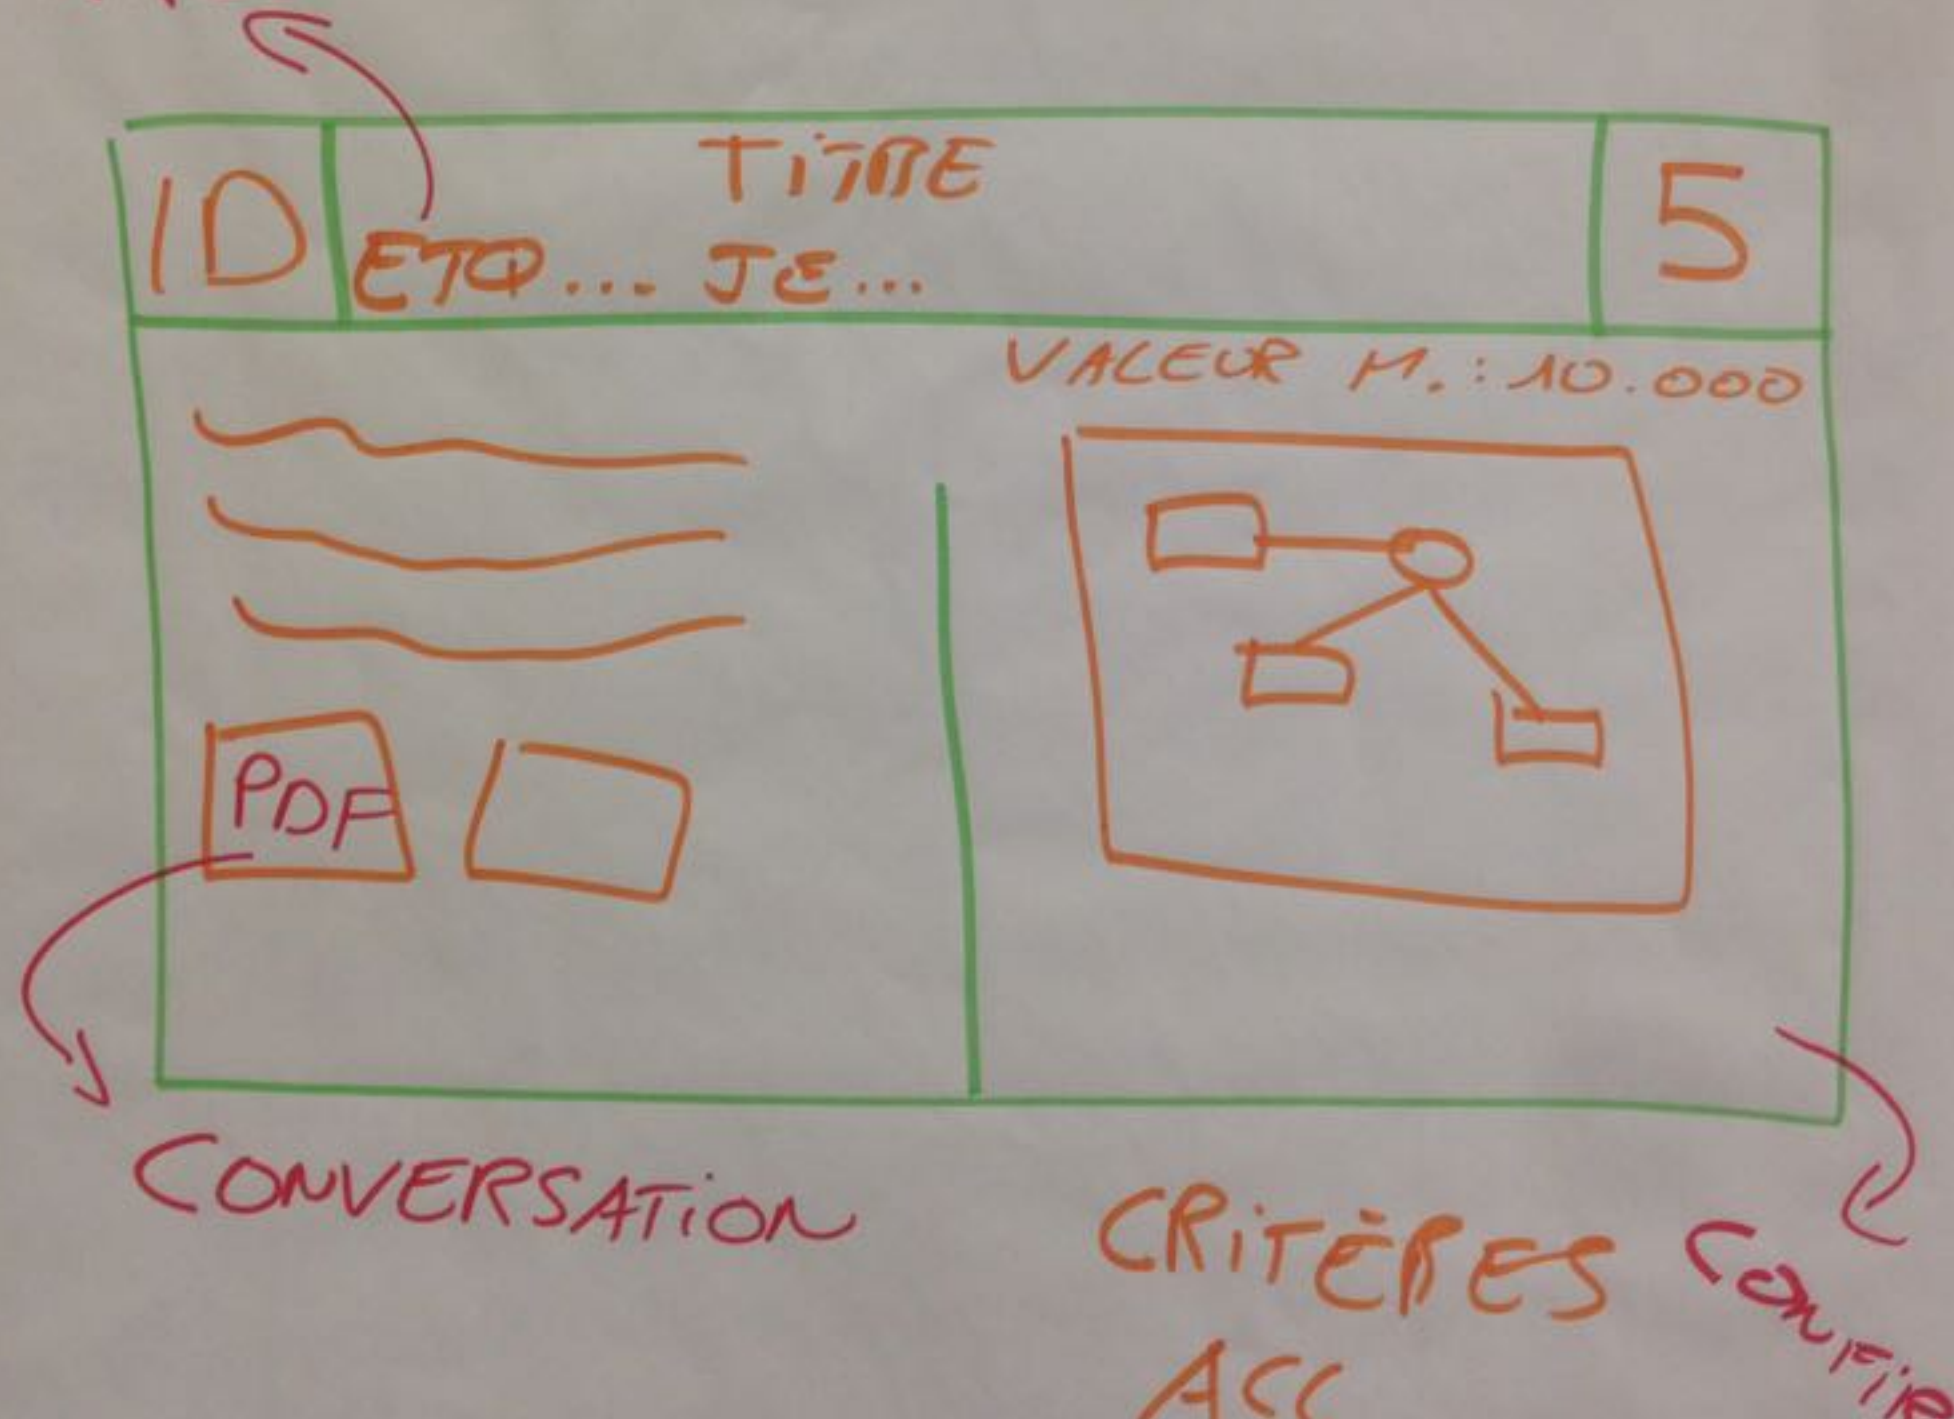 ID
TITRE
5
ETQ... JE...
VALEUR M. : 10.000
PDF
CONVERSATION
CRITÈRES
ACC